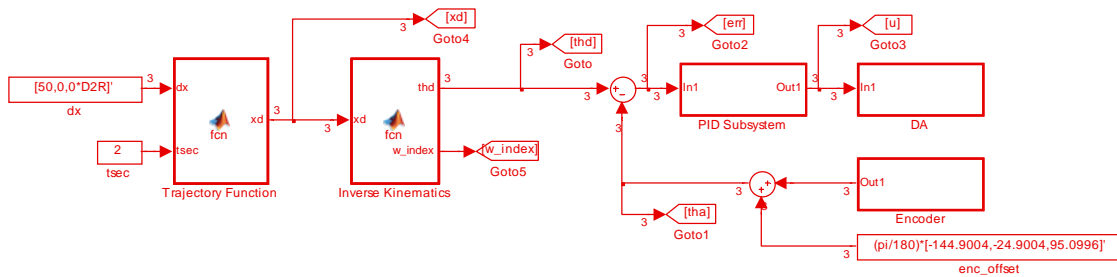 [xd]
3
Goto4
[thd]
3
Goto
[err]
3
Goto2
[u]
3
Goto3
[50,0,0*D2R]'
3
dx
dx
fcn
xd
3
3
xd
fcn
thd
3
3
+
−
3
3
In1
Out1
3
3
In1
PID Subsystem
DA
2
tsec
tsec
Trajectory Function
w_index
[w_index]
Goto5
Inverse Kinematics
3
[tha]
3
Goto1
3
+
+
3
3
Out1
3
Encoder
3
(pi/180)*[-144.9004,-24.9004,95.0996]'
enc_offset